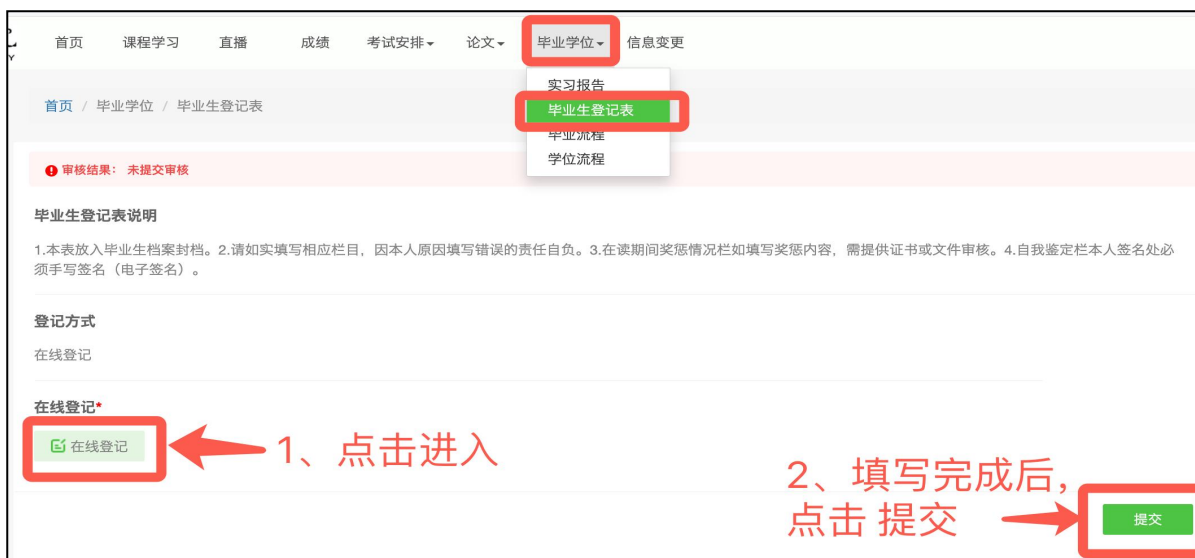 首页 课程学习 直播 成绩 考试安排 论文 毕业学位 信息变更
实习报告
首页 / 毕业学位 / 毕业生登记表
毕业生登记表
毕业流程
学位流程
审核结果： 未提交审核
毕业生登记表说明
1.本表放入毕业生档案封档。2.请如实填写相应栏目，因本人原因填写错误的责任自负。3.在读期间奖惩情况栏如填写奖惩内容，需提供证书或文件审核。4.自我鉴定栏本人签名处必
须手写签名（电子签名）。
登记方式
在线登记
在线登记*
在线登记
1、点击进入
2、填写完成后，
点击 提交
提交